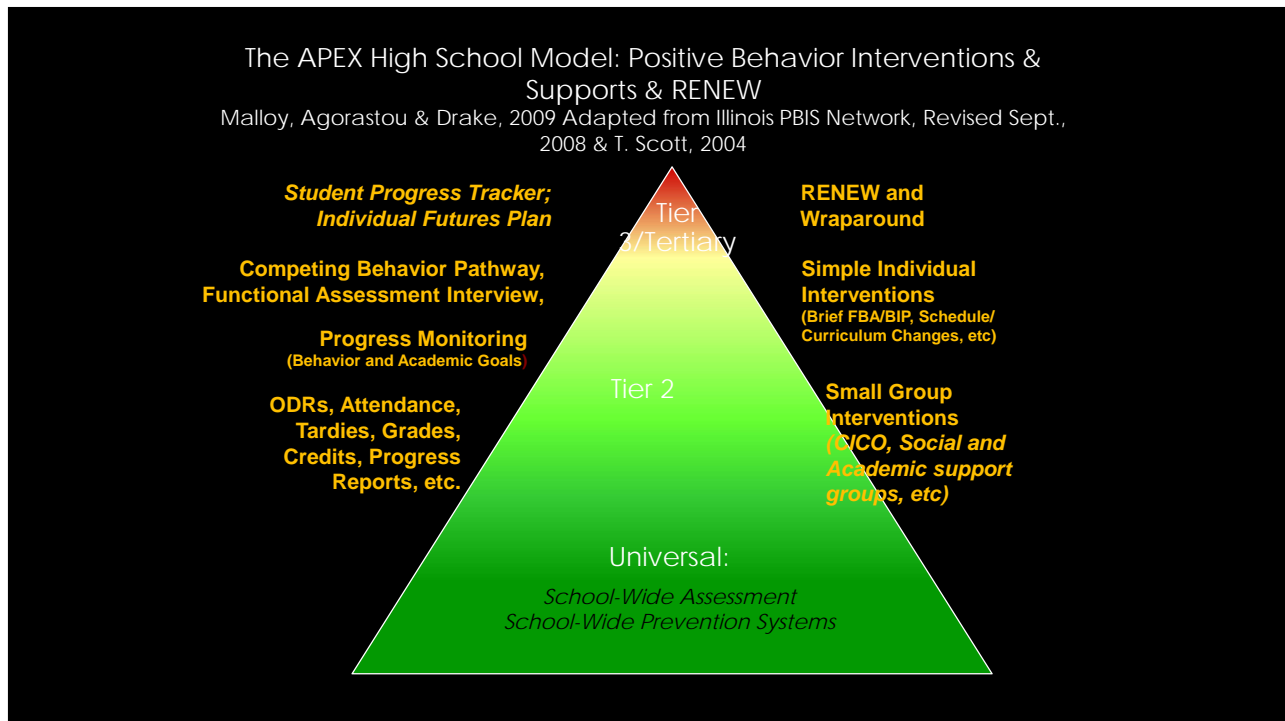 The APEX High School Model: Positive Behavior Interventions &
Supports & RENEW
Malloy, Agorastou & Drake, 2009 Adapted from Illinois PBIS Network, Revised Sept.,
2008 & T. Scott, 2004
Student Progress Tracker;
Individual Futures Plan
Competing Behavior Pathway,
Functional Assessment Interview,
Progress Monitoring
(Behavior and Academic Goals)
ODRs, Attendance,
Tardies, Grades,
Credits, Progress
Reports, etc.
Tier
3/Tertiary
Tier 2
Universal:
School-Wide Assessment
School-Wide Prevention Systems
RENEW and
Wraparound
Simple Individual
Interventions
(Brief FBA/BIP, Schedule/
Curriculum Changes, etc)
Small Group
Interventions
(CICO, Social and
Academic support
groups, etc)